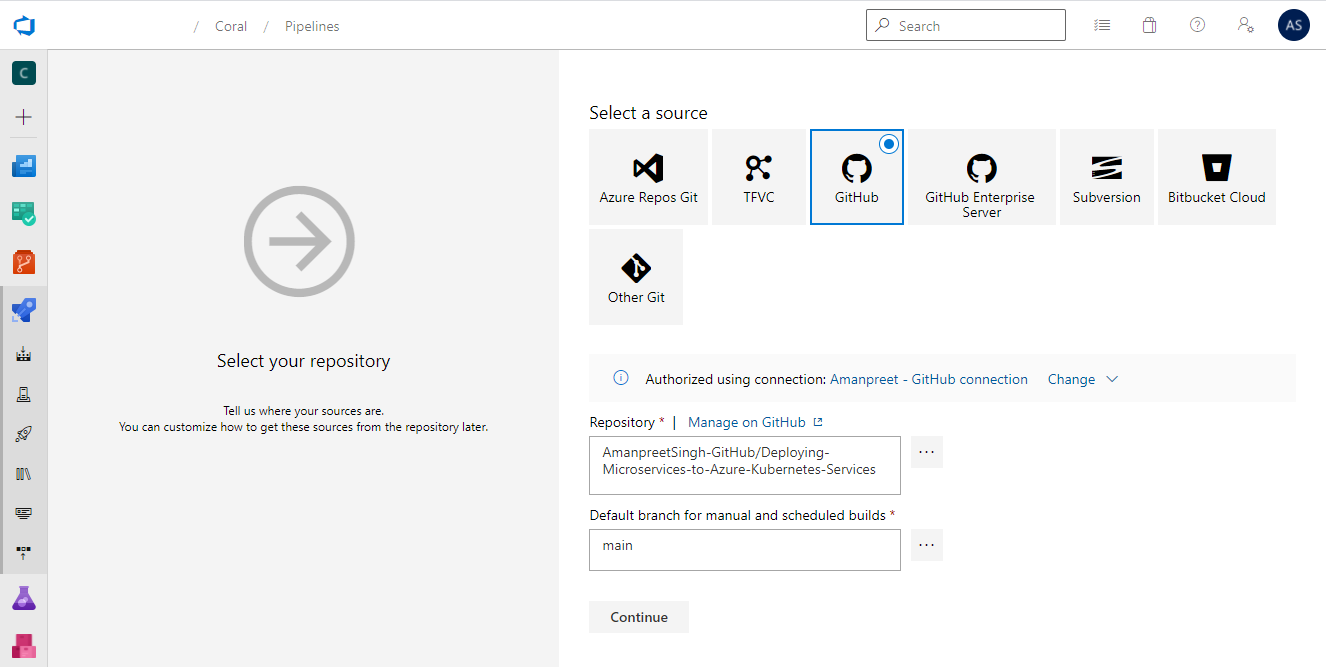 / Coral / Pipelines
Search
AS
C
Select your repository
Tell us where your sources are.
You can customize how to get these sources from the repository later.
Select a source
Azure Repos Git
TFVC
GitHub
GitHub Enterprise
Server
Subversion
Bitbucket Cloud
Other Git
Authorized using connection: Amanpreet - GitHub connection Change
Repository * | Manage on GitHub
AmanpreetSingh-GitHub/Deploying-
Microservices-to-Azure-Kubernetes-Services
...
Default branch for manual and scheduled builds *
main
...
Continue